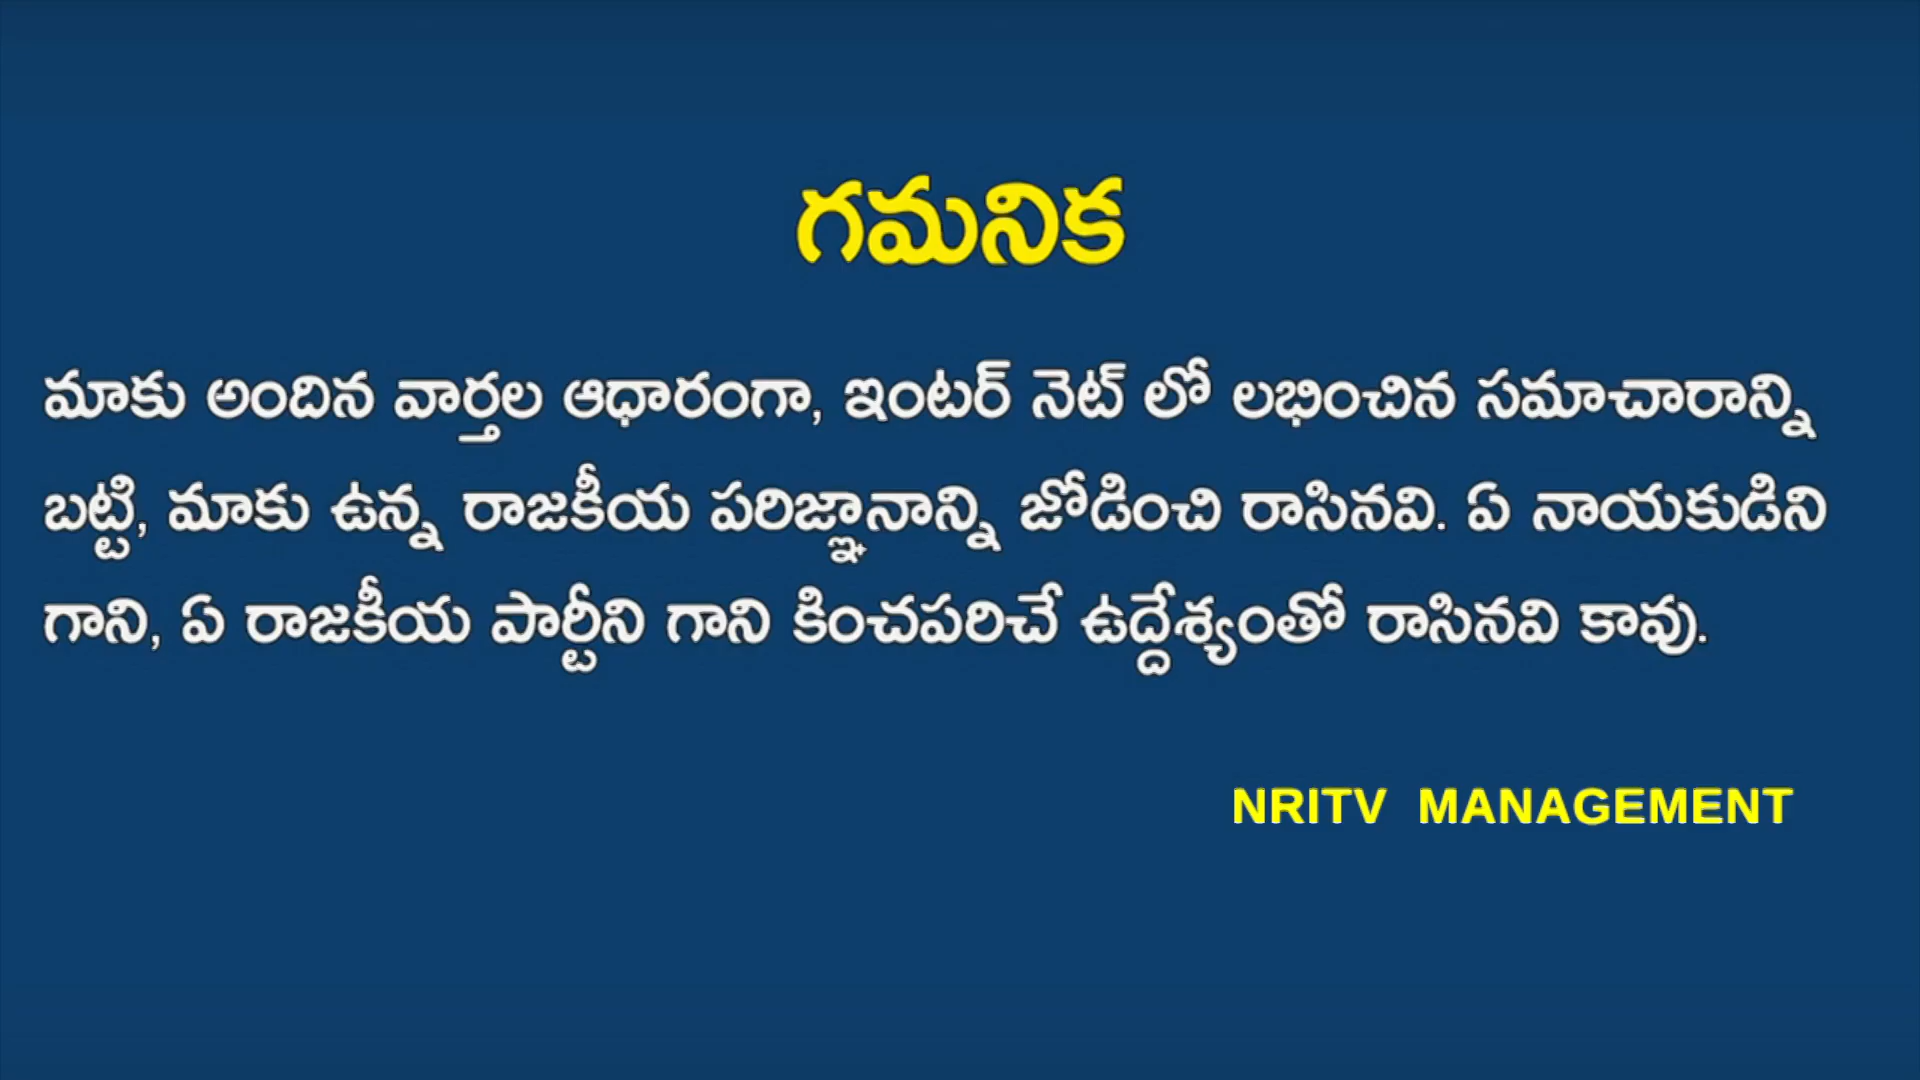 గమనిక
మాకు అందిన వార్తల ఆధారంగా, ఇంటర్ నెట్ లో లభించిన సమాచారాన్ని
బట్టి, మాకు ఉన్న రాజకీయ పరిజ్ఞానాన్ని జోడించి రాసినవి. ఏ నాయకుడిని
గాని, ఏ రాజకీయ పార్టీని గాని కించపరిచే ఉద్దేశ్యంతో రాసినవి కావు.
NRITV MANAGEMENT